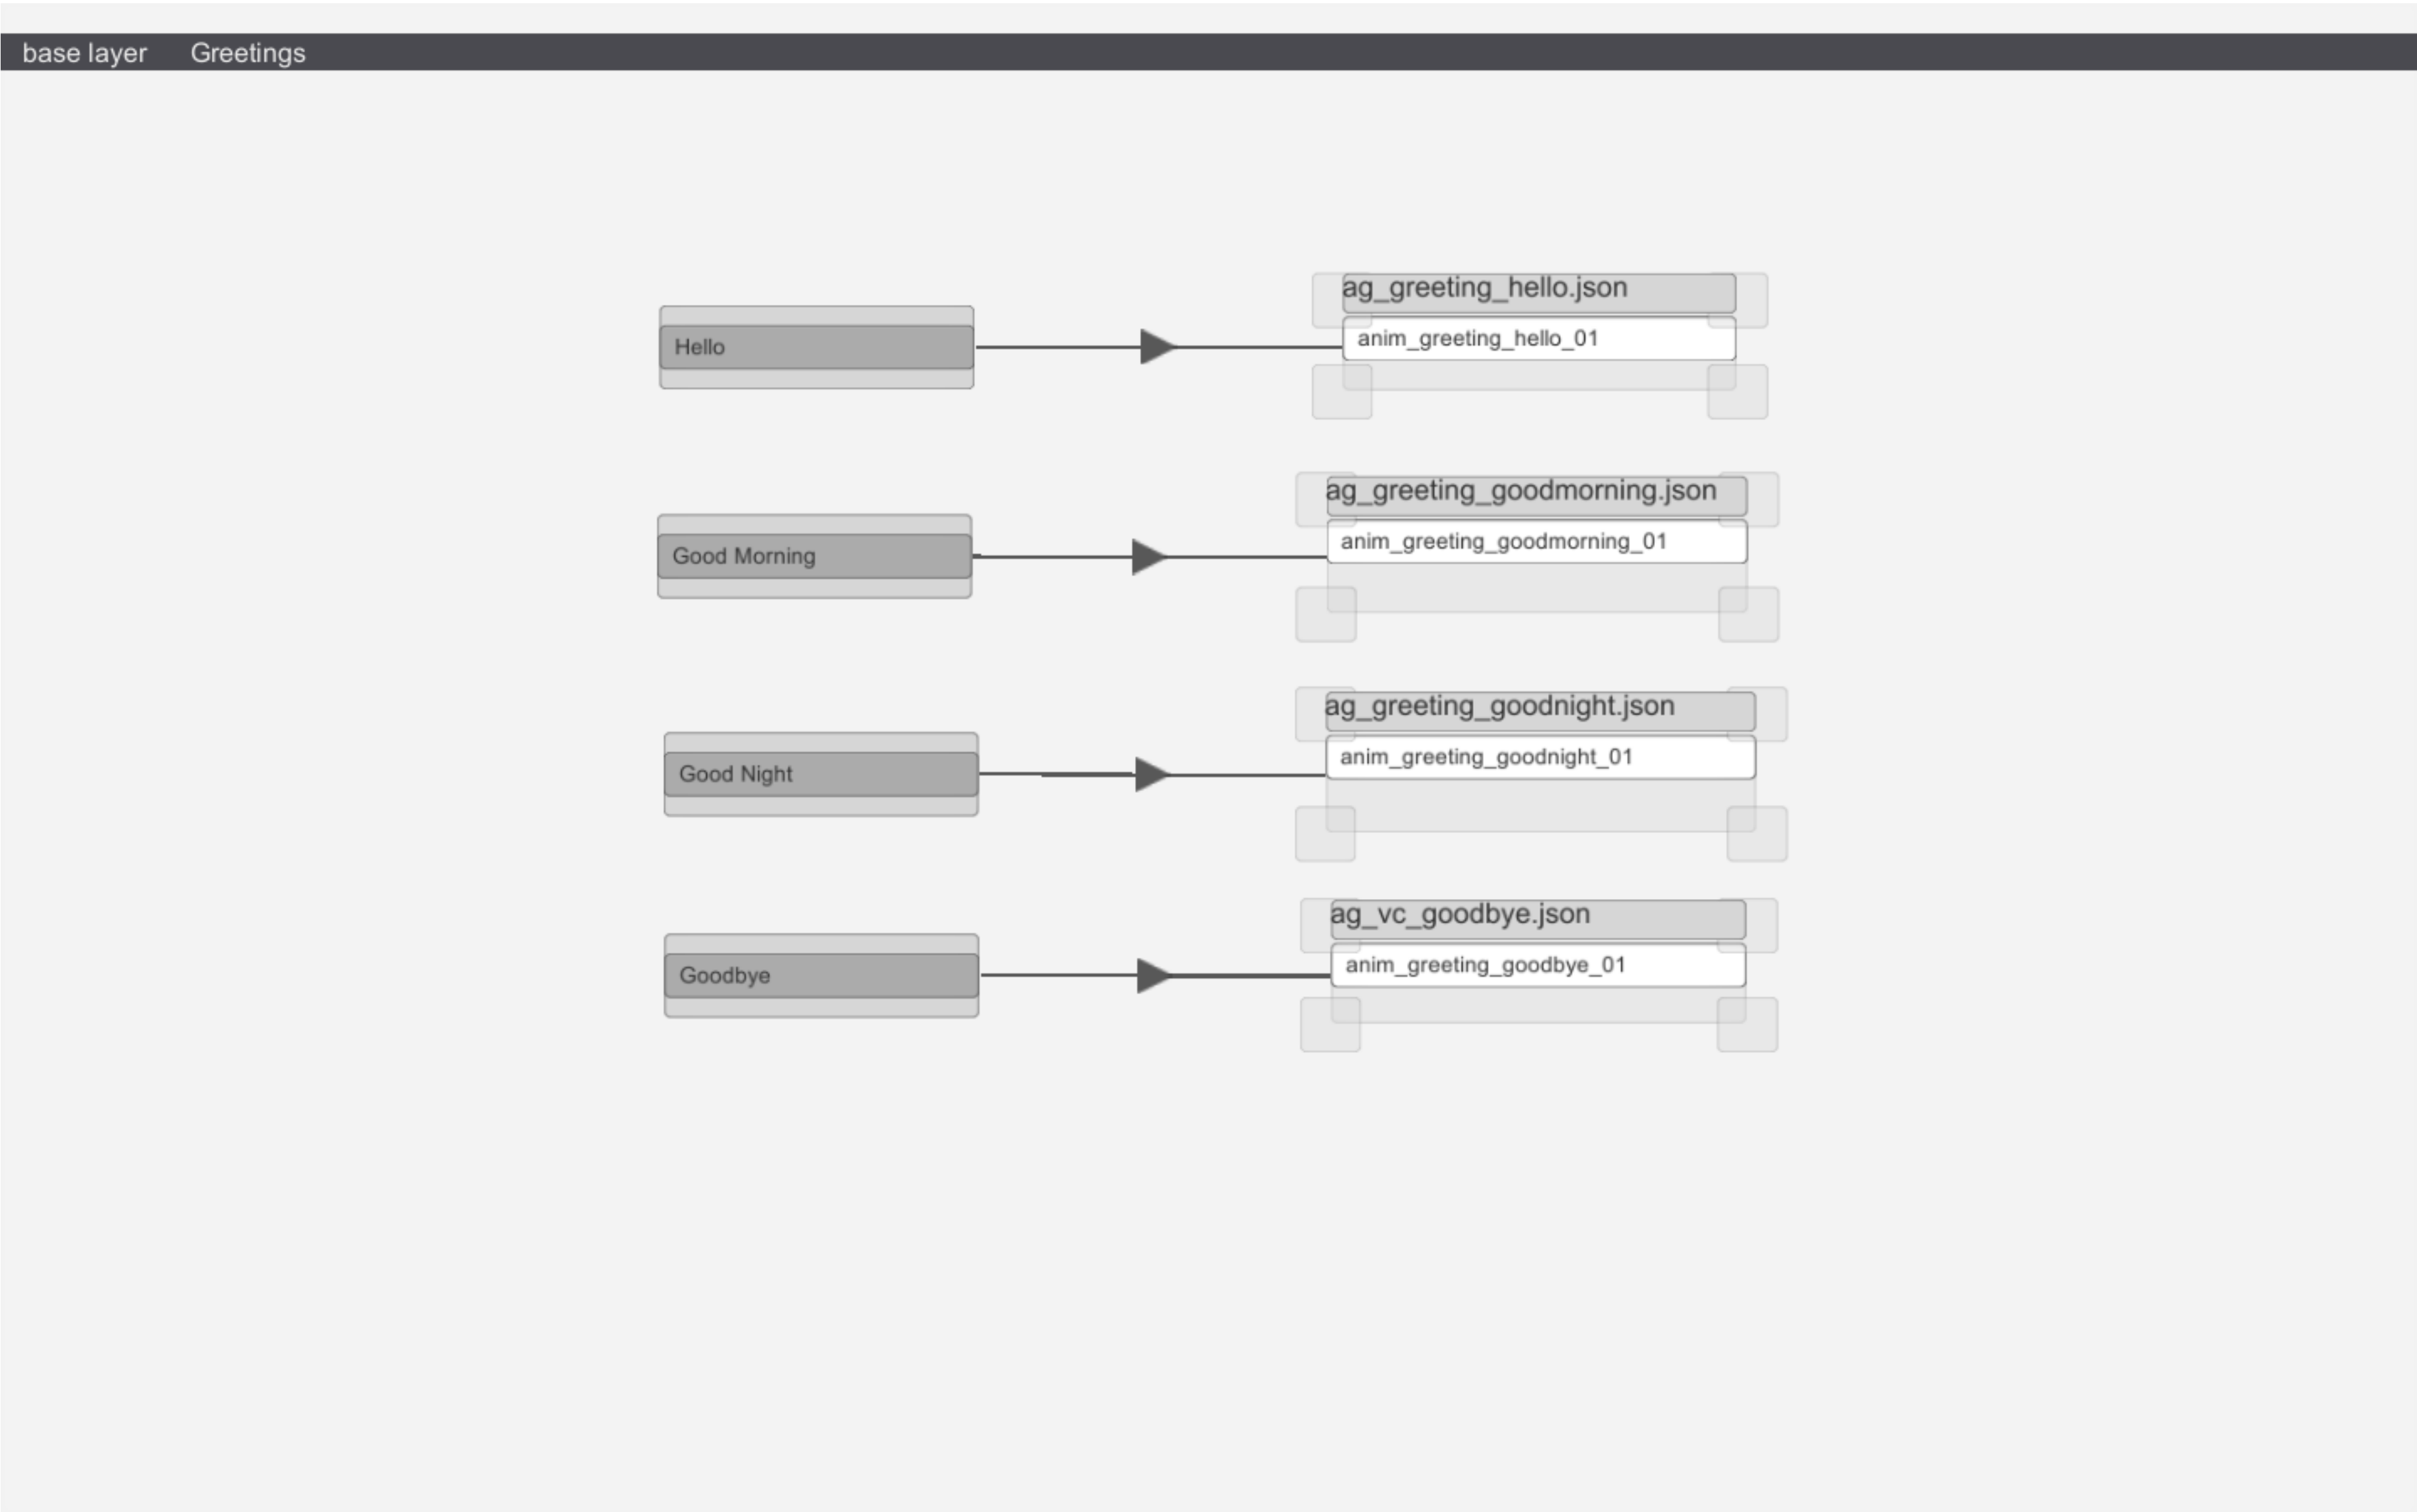 base layer Greetings
Hello
ag_greeting_hello.json
anim_greeting_hello_01
Good Morning
ag_greeting_goodmorning.json
anim_greeting_goodmorning_01
Good Night
ag_greeting_goodnight.json
anim_greeting_goodnight_01
Goodbye
ag_vc_goodbye.json
anim_greeting_goodbye_01